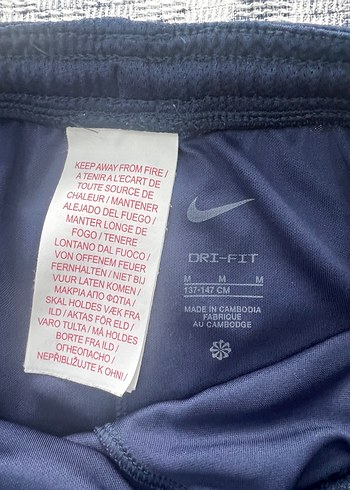 KEEP AWAY FROM FIRE /
A TENIR A L'ECART DE
TOUTE SOURCE DE
CHALEUR / MANTENER
ALEJADO DEL FUEGO /
MANTER LONGE DE
FOGO / TENERE
LONTANO DAL FUOCO /
VON OFFENEM FEUER
FERNHALTEN / NIET BIJ
VUUR LATEN KOMEN /
ΜΑΚΡΙΑ ΑΠΟ ΦΩΤΙΑ /
SKAL HOLDES VÆK FRA
ILD / AKTAS FÖR ELD /
VARO TULTA / MÅ HOLDES
BORTE FRA ILD /
ОГНЕОПАСНО /
NEPŘIBLIŽUJTE K OHNI /
DRI-FIT
M M M
137-147 CM
MADE IN CAMBODIA
FABRIQUE
AU CAMBODGE